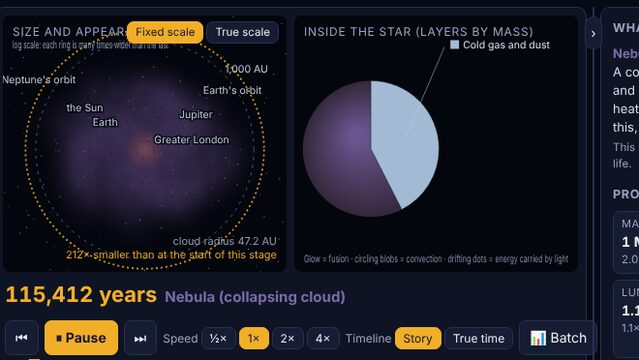 SIZE AND APPEAR
Fixed scale
True scale
log scale: each ring is many times wider than the last
1,000 AU
Neptune's orbit
Earth's orbit
the Sun
Jupiter
Earth
Greater London
cloud radius 47.2 AU
212× smaller than at the start of this stage
INSIDE THE STAR (LAYERS BY MASS)
Cold gas and dust
Glow = fusion · circling blobs = convection · drifting dots = energy carried by light
115,412 years Nebula (collapsing cloud)
Pause
Speed ½× 1× 2× 4× Timeline Story True time
Batch
WHA
Neb
A co
and
heat
this,
This
life.
PRO
MA
1 M
2.0
LUM
1.1
1.1×